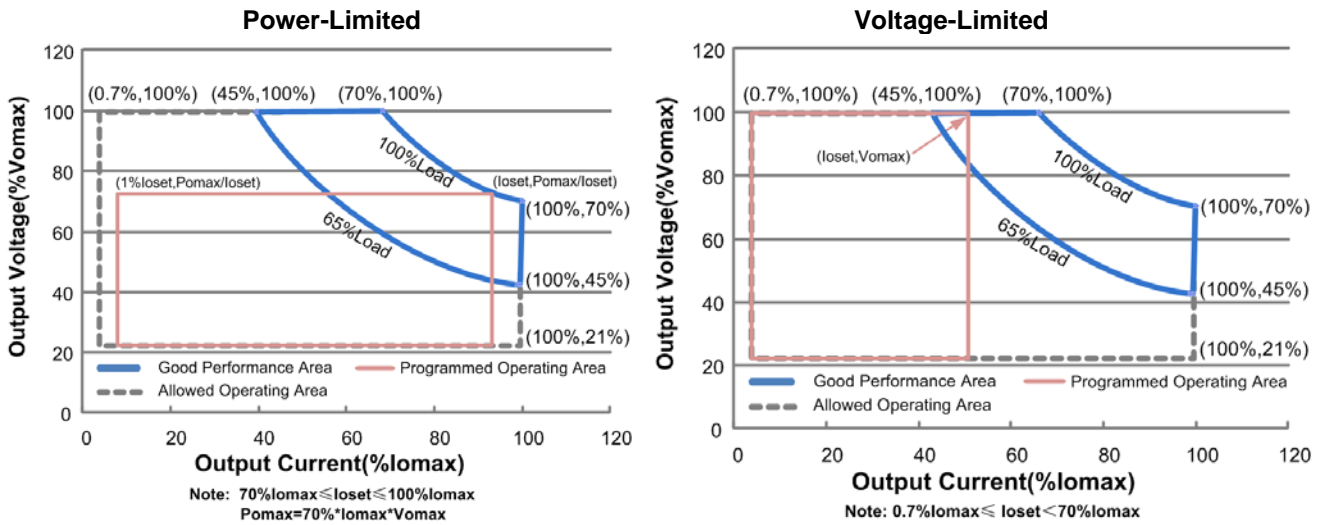 Power-Limited
Output Voltage(%Vomax)
120
100
80
60
40
20
0
(0.7%,100%) (45%,100%) (70%,100%)
100%Load
65%Load
(1%Ioset,Pomax/Ioset)
(Ioset,Pomax/Ioset)
(100%,70%)
(100%,45%)
(100%,21%)
Good Performance Area
Programmed Operating Area
Allowed Operating Area
0 20 40 60 80 100 120
Output Current(%Iomax)
Note: 70%Iomax≤Ioset≤100%Iomax
Pomax=70%*Iomax*Vomax
Voltage-Limited
Output Voltage(%Vomax)
120
100
80
60
40
20
0
(0.7%,100%) (45%,100%) (70%,100%)
(Ioset,Vomax)
100%Load
65%Load
(100%,70%)
(100%,45%)
(100%,21%)
Good Performance Area
Programmed Operating Area
Allowed Operating Area
0 20 40 60 80 100 120
Output Current(%Iomax)
Note: 0.7%Iomax≤ Ioset<70%Iomax